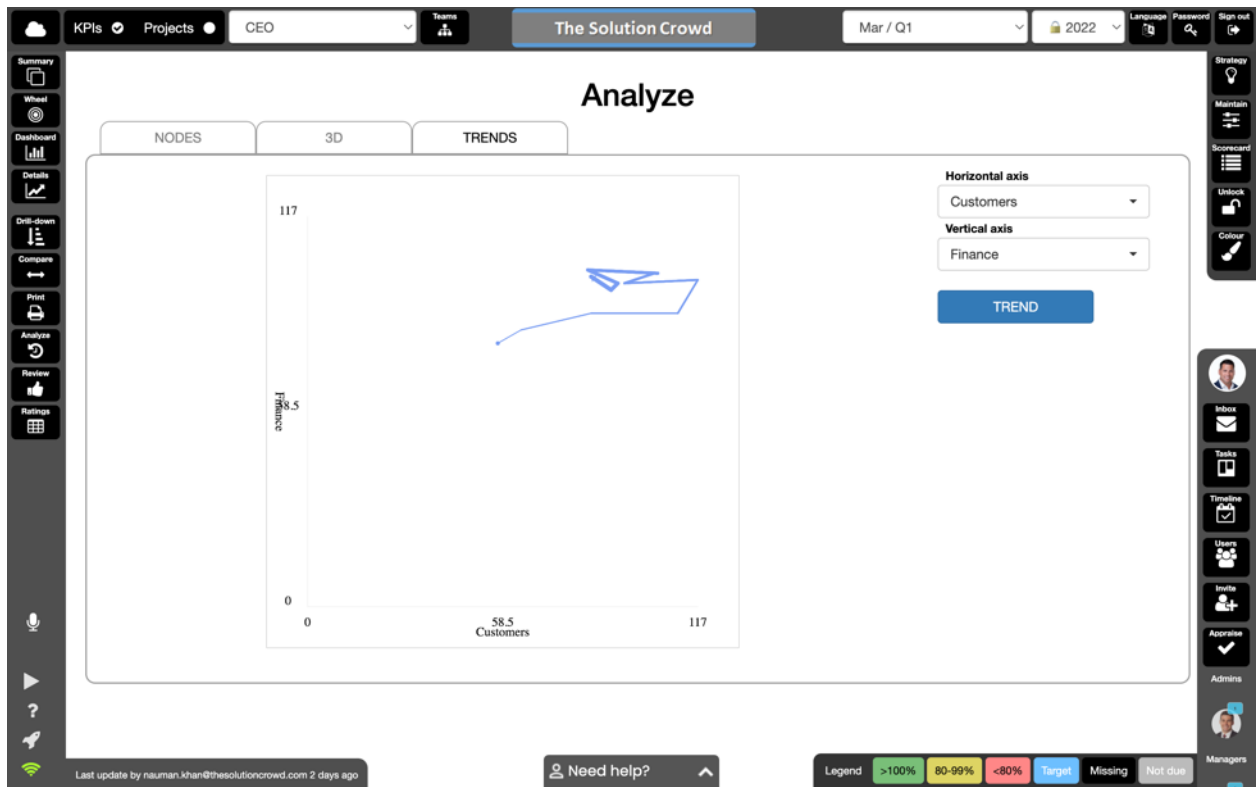 KPIs Projects CEO Teams The Solution Crowd Mar / Q1 2022 Language Password Sign out
Summary
Wheel
Dashboard
Details
Drill-down
Compare
Print
Analyze
Review
Ratings
Analyze
NODES 3D TRENDS
117
58.5
Finance
0
0 58.5 117
Customers
Horizontal axis
Customers
Vertical axis
Finance
TREND
Strategy
Maintain
Scorecard
Unlock
Colour
Inbox
Tasks
Timeline
Users
Invite
Appraise
Admins
Managers
?
Last update by nauman.khan@thesolutioncrowd.com 2 days ago
Need help?
Legend >100% 80-99% <80% Target Missing Not due